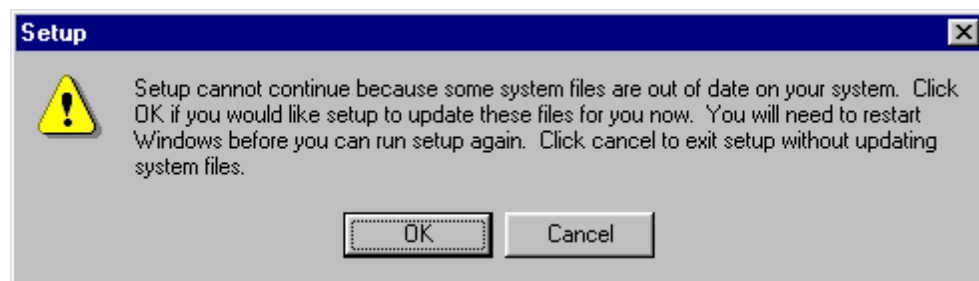 Setup
Setup cannot continue because some system files are out of date on your system.  Click
OK if you would like setup to update these files for you now.  You will need to restart
Windows before you can run setup again.  Click cancel to exit setup without updating
system files.
OK
Cancel